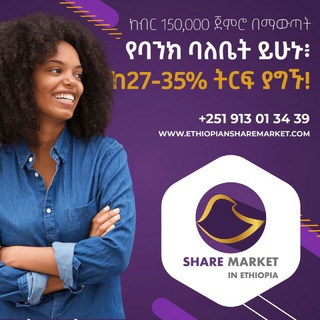 ከብር 150,000 ጀምሮ በማውጣት
የባንክ ባለቤት ይሁኑ፤
ከ27-35% ትርፍ ያግኙ!
+251 913 01 34 39
WWW.ETHIOPIANSHAREMARKET.COM
SHARE MARKET
IN ETHIOPIA